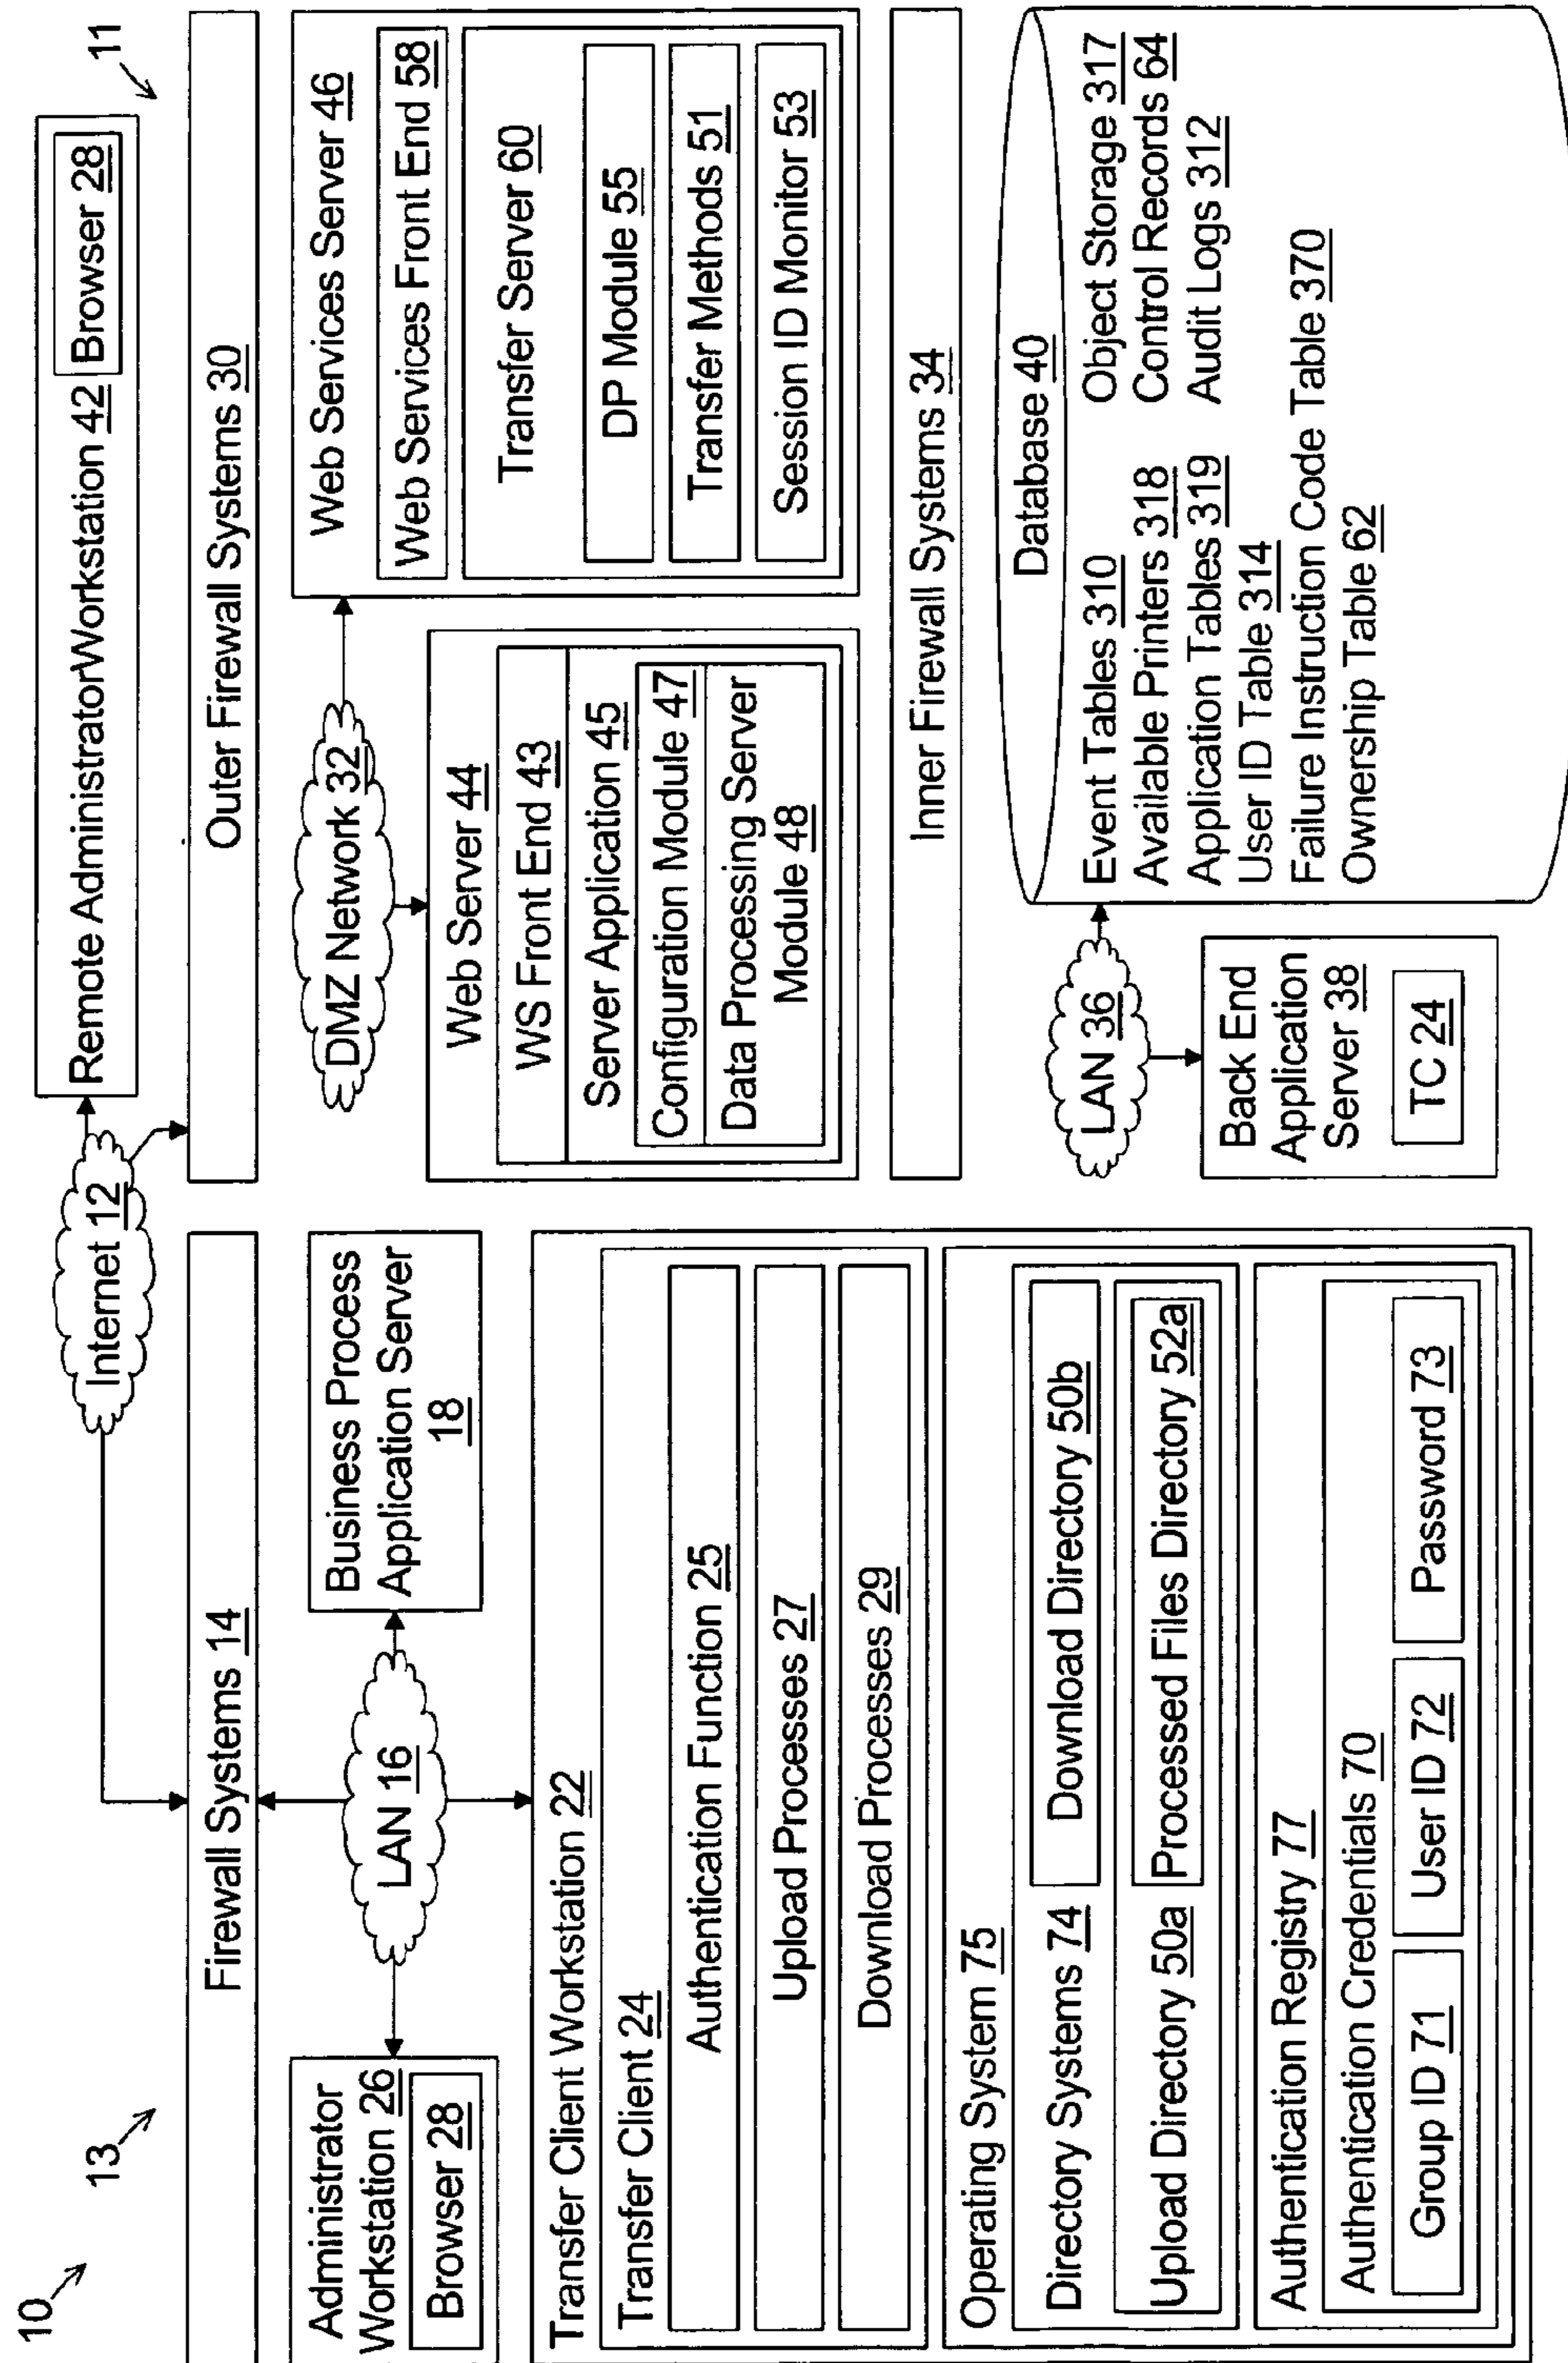 10
13
11
Internet 12
Remote AdministratorWorkstation 42
Browser 28
Firewall Systems 14
Outer Firewall Systems 30
Administrator
Workstation 26
Browser 28
LAN 16
Business Process
Application Server
18
Transfer Client Workstation 22
Transfer Client 24
Authentication Function 25
Upload Processes 27
Download Processes 29
Operating System 75
Directory Systems 74
Download Directory 50b
Upload Directory 50a
Processed Files Directory 52a
Authentication Registry 77
Authentication Credentials 70
Group ID 71
User ID 72
Password 73
DMZ Network 32
Web Server 44
WS Front End 43
Server Application 45
Configuration Module 47
Data Processing Server
Module 48
Web Services Server 46
Web Services Front End 58
Transfer Server 60
DP Module 55
Transfer Methods 51
Session ID Monitor 53
Inner Firewall Systems 34
LAN 36
Back End
Application
Server 38
TC 24
Database 40
Event Tables 310
Object Storage 317
Available Printers 318
Control Records 64
Application Tables 319
Audit Logs 312
User ID Table 314
Failure Instruction Code Table 370
Ownership Table 62